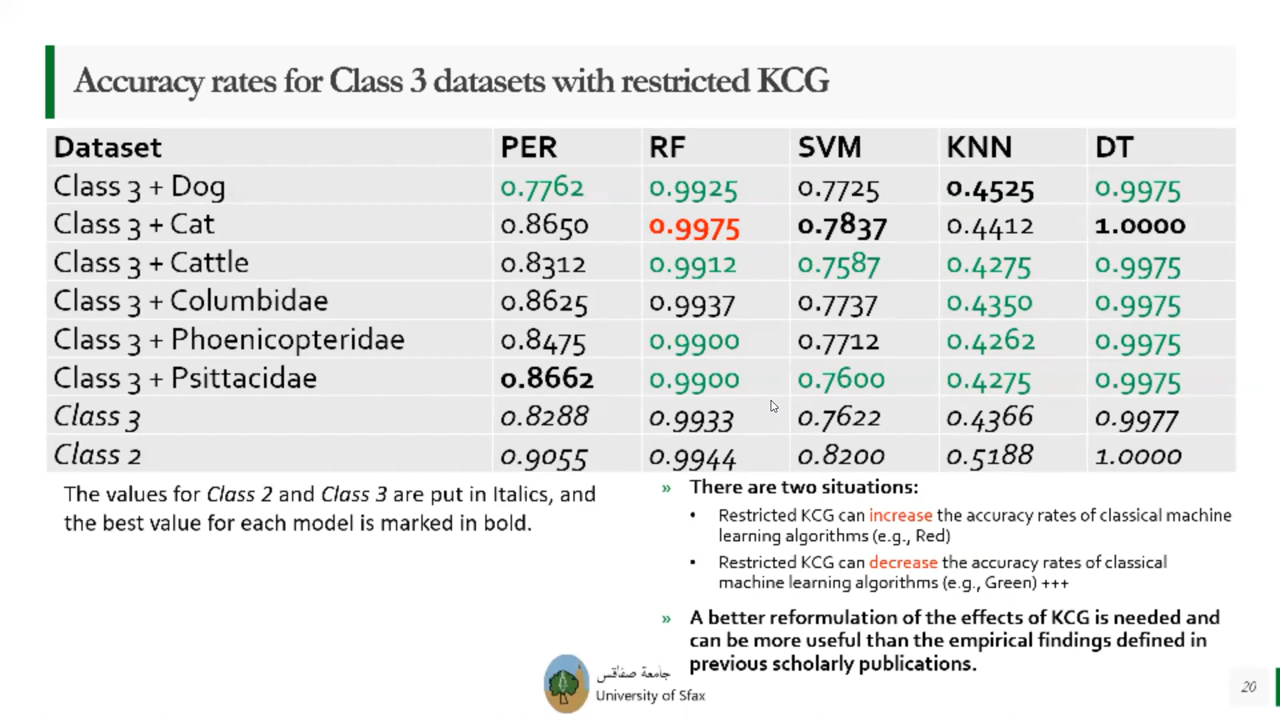 Accuracy rates for Class 3 datasets with restricted KCG
Dataset PER RF SVM KNN DT
Class 3 + Dog 0.7762 0.9925 0.7725 0.4525 0.9975
Class 3 + Cat 0.8650 0.9975 0.7837 0.4412 1.0000
Class 3 + Cattle 0.8312 0.9912 0.7587 0.4275 0.9975
Class 3 + Columbidae 0.8625 0.9937 0.7737 0.4350 0.9975
Class 3 + Phoenicopteridae 0.8475 0.9900 0.7712 0.4262 0.9975
Class 3 + Psittacidae 0.8662 0.9900 0.7600 0.4275 0.9975
Class 3 0.8288 0.9933 0.7622 0.4366 0.9977
Class 2 0.9055 0.9944 0.8200 0.5188 1.0000
The values for Class 2 and Class 3 are put in Italics, and
the best value for each model is marked in bold.
» There are two situations:
• Restricted KCG can increase the accuracy rates of classical machine
learning algorithms (e.g., Red)
• Restricted KCG can decrease the accuracy rates of classical
machine learning algorithms (e.g., Green) +++
» A better reformulation of the effects of KCG is needed and
can be more useful than the empirical findings defined in
previous scholarly publications.
جامعة صفاقس
University of Sfax
20